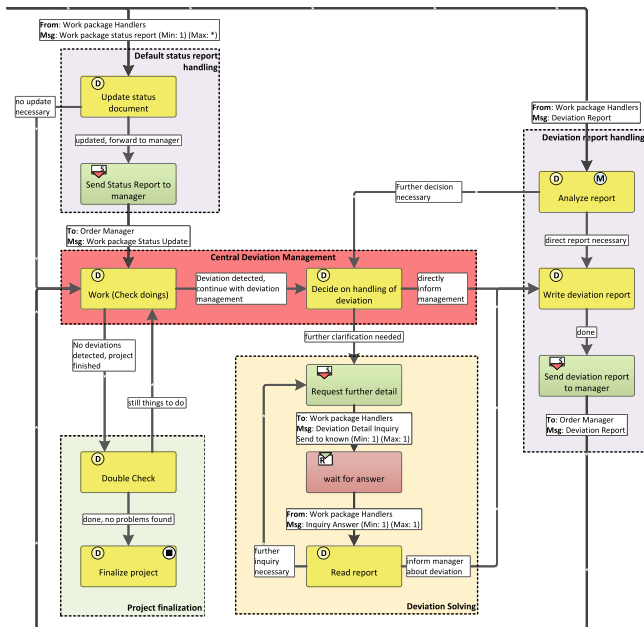 From: Work package Handlers
Msg: Work package status report (Min: 1) (Max: *)
Default status report
handling
D
Update status
document
no update
necessary
updated, forward to manager
S
Send Status Report to
manager
To: Order Manager
Msg: Work package Status Update
From: Work package Handlers
Msg: Deviation Report
Deviation report handling
D
M
Analyze report
Further decision
necessary
direct report necessary
Central Deviation Management
D
Work (Check doings)
Deviation detected,
continue with deviation
management
D
Decide on handling of
deviation
directly
inform
management
D
Write deviation report
done
S
Send deviation report
to manager
To: Order Manager
Msg: Deviation Report
No deviations
detected, project
finished
still things to do
further clarification needed
S
Request further detail
To: Work package Handlers
Msg: Deviation Detail Inquiry
Send to known (Min: 1) (Max: 1)
R
wait for answer
From: Work package Handlers
Msg: Inquiry Answer (Min: 1) (Max: 1)
D
Double Check
done, no problems found
D
Finalize project
Project finalization
further
inquiry
necessary
D
Read report
inform manager
about deviation
Deviation Solving